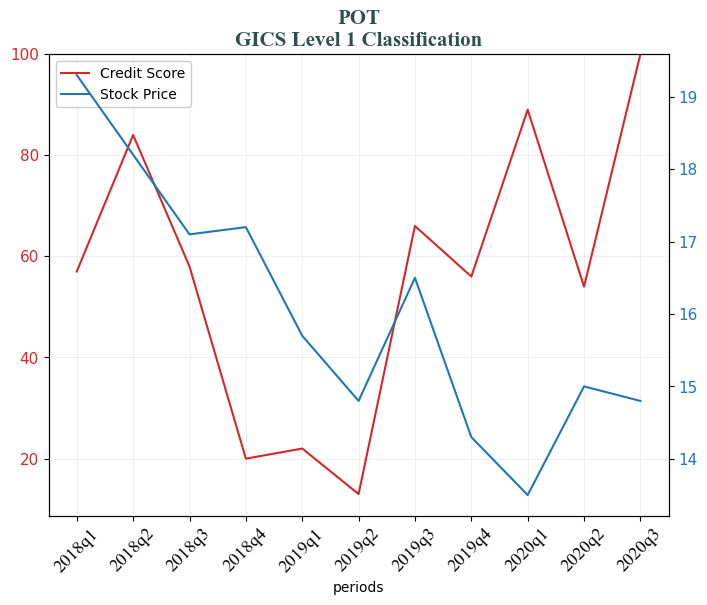 POT
GICS Level 1 Classification
Credit Score
Stock Price
100
80
60
40
20
19
18
17
16
15
14
2018q1
2018q2
2018q3
2018q4
2019q1
2019q2
2019q3
2019q4
2020q1
2020q2
2020q3
periods